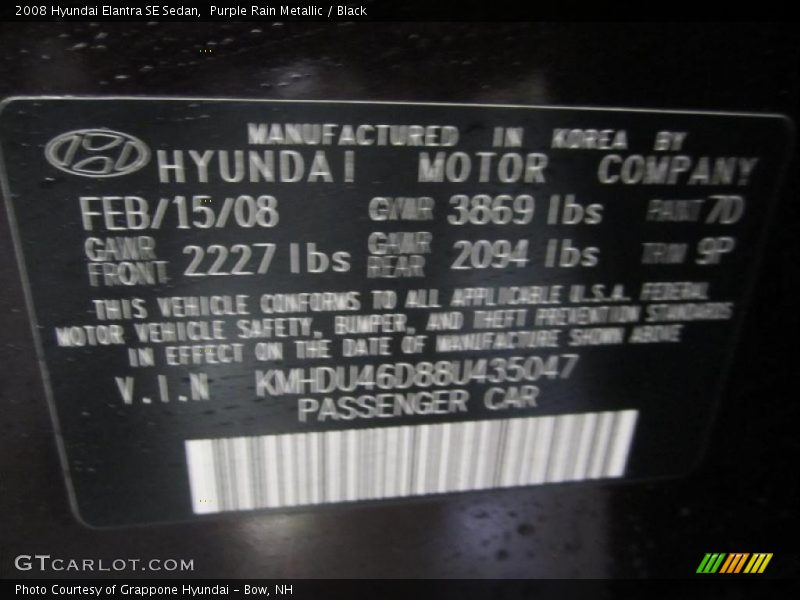 2008 Hyundai Elantra SE Sedan, Purple Rain Metallic / Black
MANUFACTURED IN KOREA BY
HYUNDAI MOTOR COMPANY
FEB/15/08 GVWR 3869 lbs PAINT 7D
GAWR FRONT 2227 lbs GAWR REAR 2094 lbs TRIM 9P
THIS VEHICLE CONFORMS TO ALL APPLICABLE U.S.A. FEDERAL
MOTOR VEHICLE SAFETY, BUMPER, AND THEFT PREVENTION STANDARDS
IN EFFECT ON THE DATE OF MANUFACTURE SHOWN ABOVE
V.I.N KMHDU46D88U435047
PASSENGER CAR
GTCARLOT.COM
Photo Courtesy of Grappone Hyundai - Bow, NH